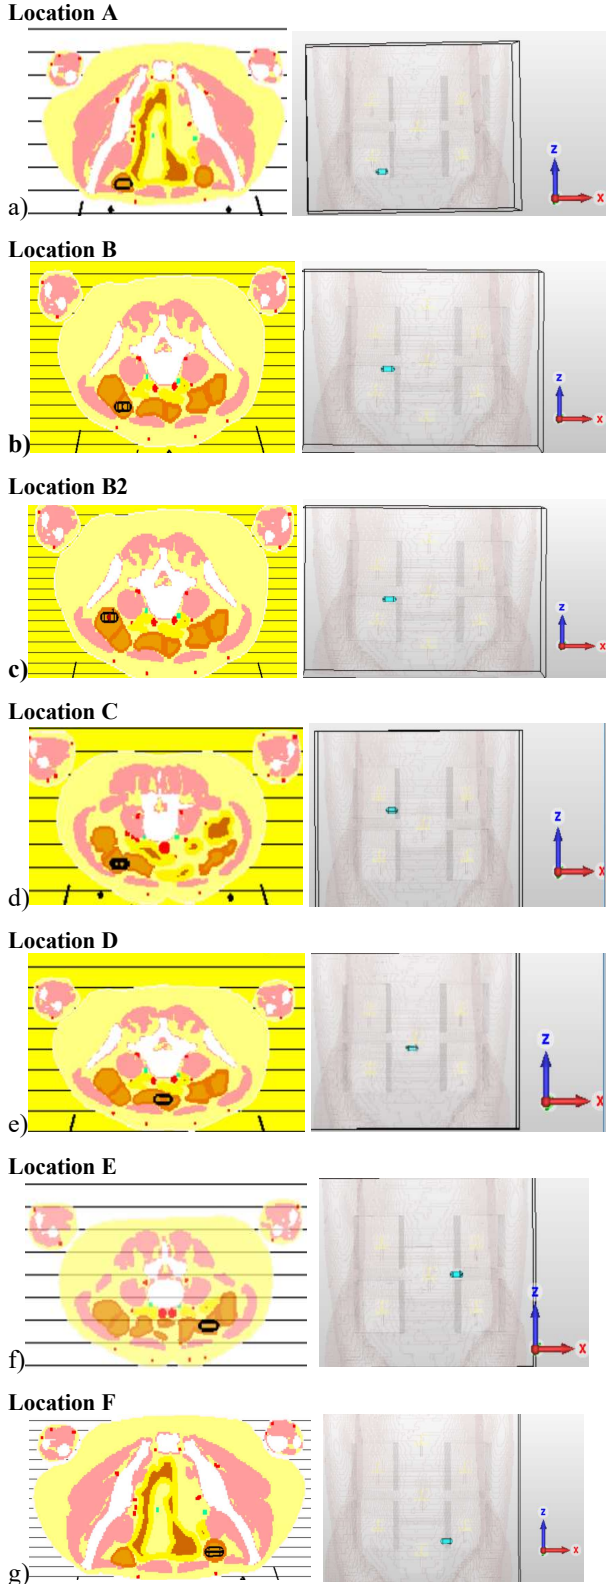 Location A
a)
Z
X
Location B
b)
Z
X
Location B2
c)
Z
X
Location C
d)
Z
X
Location D
e)
Z
X
Location E
f)
Z
X
Location F
g)
Z
X